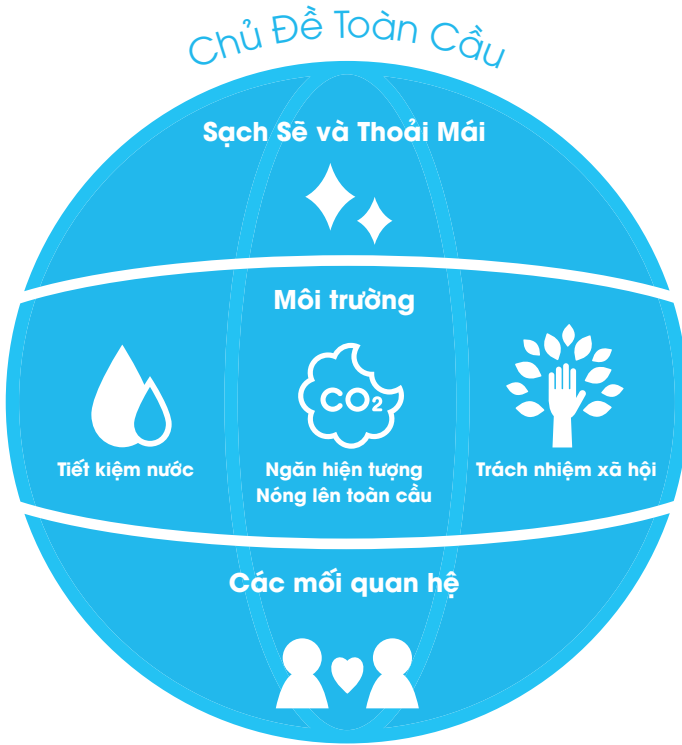 Chủ Đề Toàn Cầu
Sạch Sẽ và Thoải Mái
Môi trường
CO2
Tiết kiệm nước
Ngăn hiện tượng
Nóng lên toàn cầu
Trách nhiệm xã hội
Các mối quan hệ